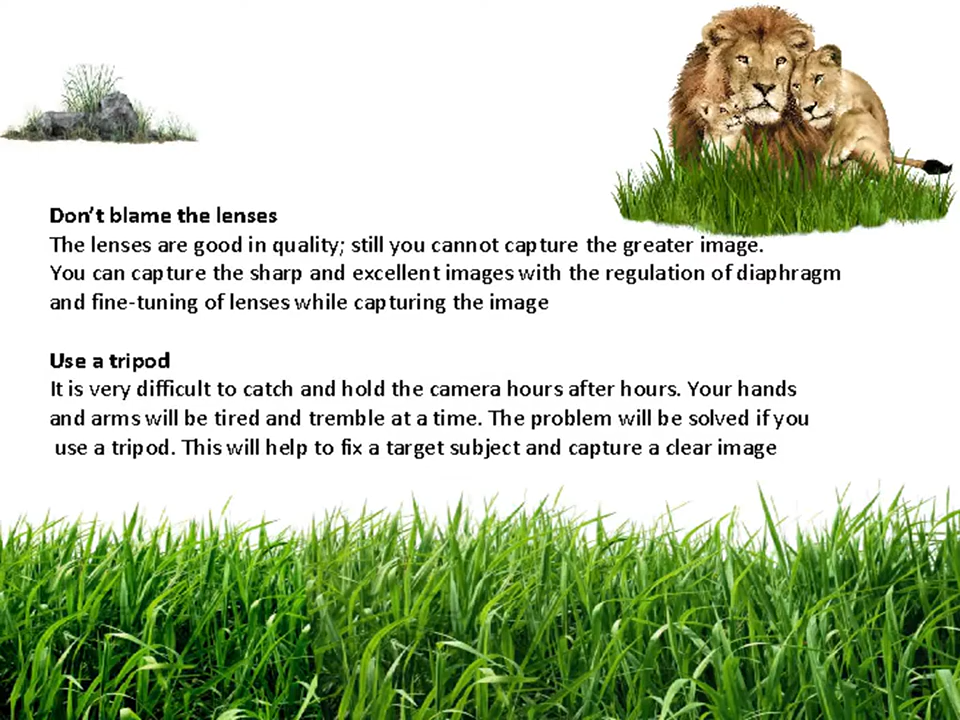 Don't blame the lenses
The lenses are good in quality; still you cannot capture the greater image.
You can capture the sharp and excellent images with the regulation of diaphragm
and fine-tuning of lenses while capturing the image
Use a tripod
It is very difficult to catch and hold the camera hours after hours. Your hands
and arms will be tired and tremble at a time. The problem will be solved if you
use a tripod. This will help to fix a target subject and capture a clear image